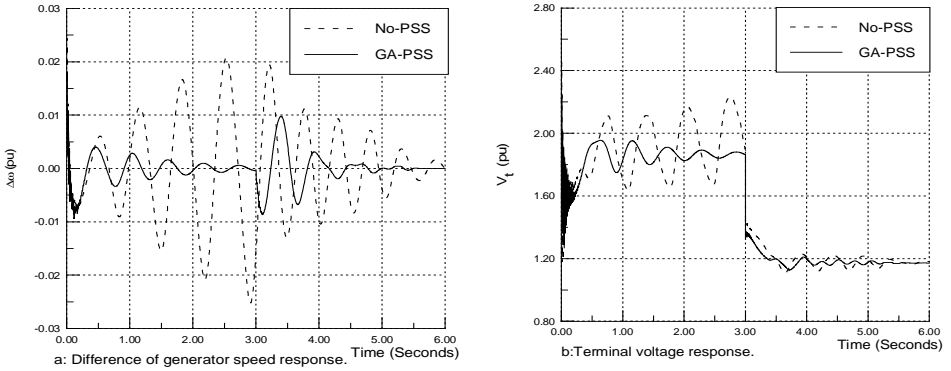 0.03
0.02
0.01
0.00
-0.01
-0.02
-0.03
Δω (pu)
No-PSS
GA-PSS
0.00 1.00 2.00 3.00 4.00 5.00 6.00
Time (Seconds)
a: Difference of generator speed response.
2.80
2.40
2.00
1.60
1.20
0.80
Vt (pu)
No-PSS
GA-PSS
0.00 1.00 2.00 3.00 4.00 5.00 6.00
Time (Seconds)
b:Terminal voltage response.